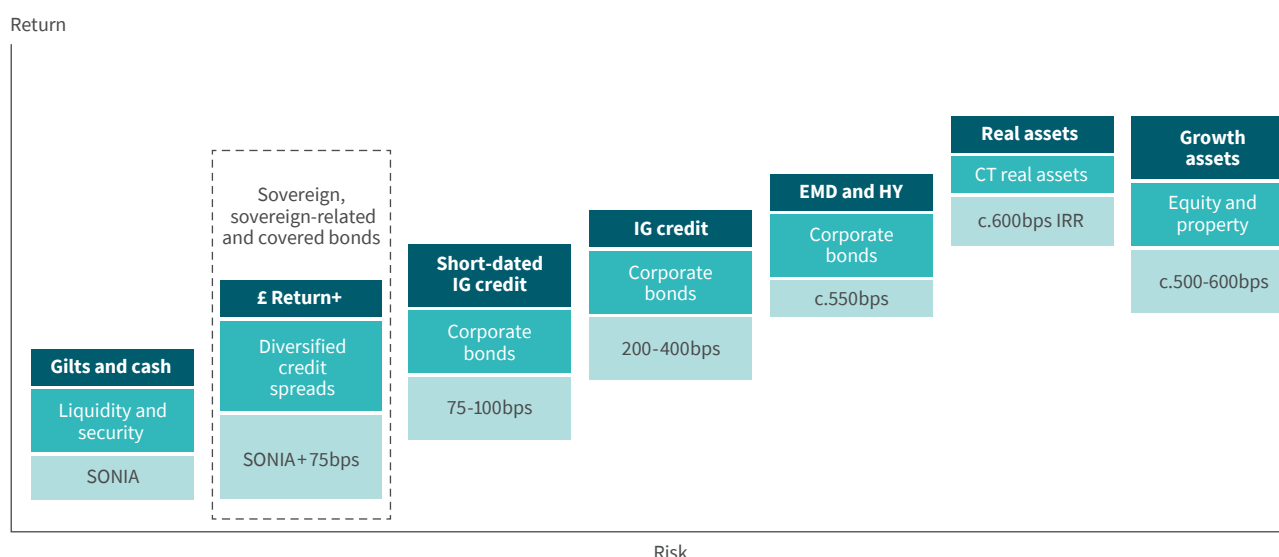 Return
Gilts and cash
Liquidity and
security
SONIA
Sovereign,
sovereign-related
and covered bonds
£ Return+
Diversified
credit
spreads
SONIA+75bps
Short-dated
IG credit
Corporate
bonds
75-100bps
IG credit
Corporate
bonds
200-400bps
EMD and HY
Corporate
bonds
c.550bps
Real assets
CT real assets
c.600bps IRR
Growth
assets
Equity and
property
c.500-600bps
Risk